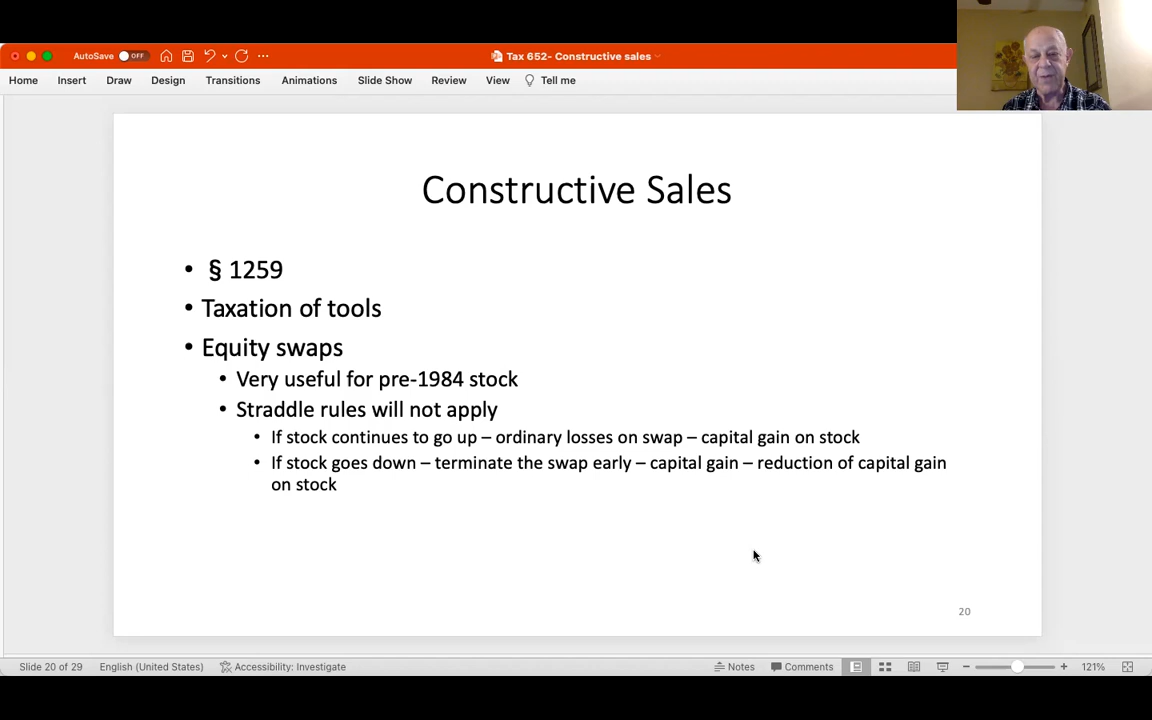 AutoSave OFF
Tax 652- Constructive sales
Home Insert Draw Design Transitions Animations Slide Show Review View Tell me
Constructive Sales
• § 1259
• Taxation of tools
• Equity swaps
• Very useful for pre-1984 stock
• Straddle rules will not apply
• If stock continues to go up – ordinary losses on swap – capital gain on stock
• If stock goes down – terminate the swap early – capital gain – reduction of capital gain
on stock
20
Slide 20 of 29 English (United States) Accessibility: Investigate Notes Comments 121%